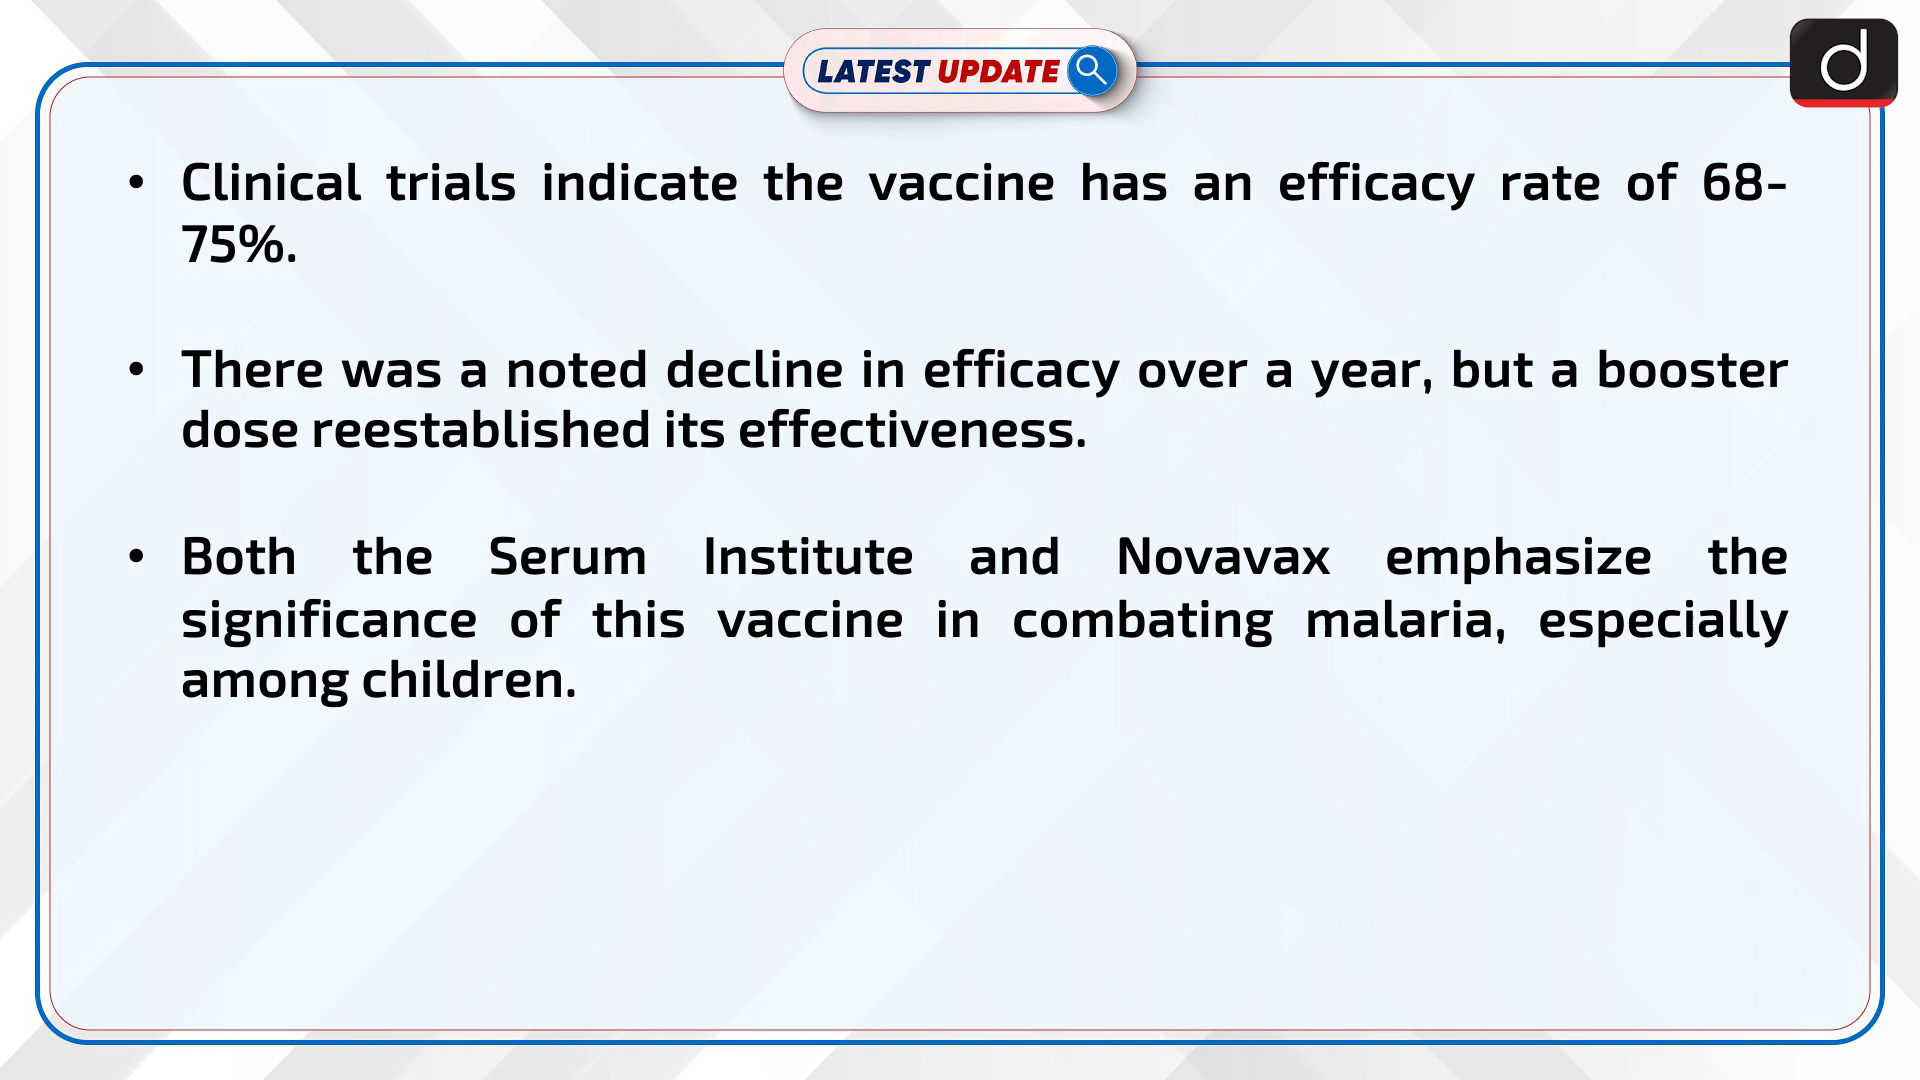 LATEST UPDATE
d
• Clinical trials indicate the vaccine has an efficacy rate of 68-
75%.
• There was a noted decline in efficacy over a year, but a booster
dose reestablished its effectiveness.
• Both the Serum Institute and Novavax emphasize the
significance of this vaccine in combating malaria, especially
among children.